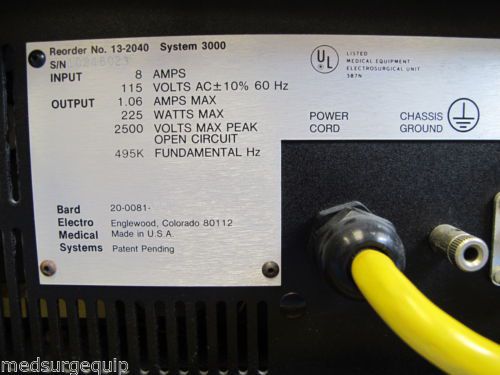 Reorder No. 13-2040 System 3000
S/N
INPUT 8 AMPS
115 VOLTS AC±10% 60 Hz
OUTPUT 1.06 AMPS MAX
225 WATTS MAX
2500 VOLTS MAX PEAK
OPEN CIRCUIT
495K FUNDAMENTAL Hz
Bard 20-0081-
Electro Englewood, Colorado 80112
Medical Made in U.S.A.
Systems Patent Pending
UL
LISTED
MEDICAL EQUIPMENT
ELECTROSURGICAL UNIT
387N
POWER
CORD
CHASSIS
GROUND
medsurgequip